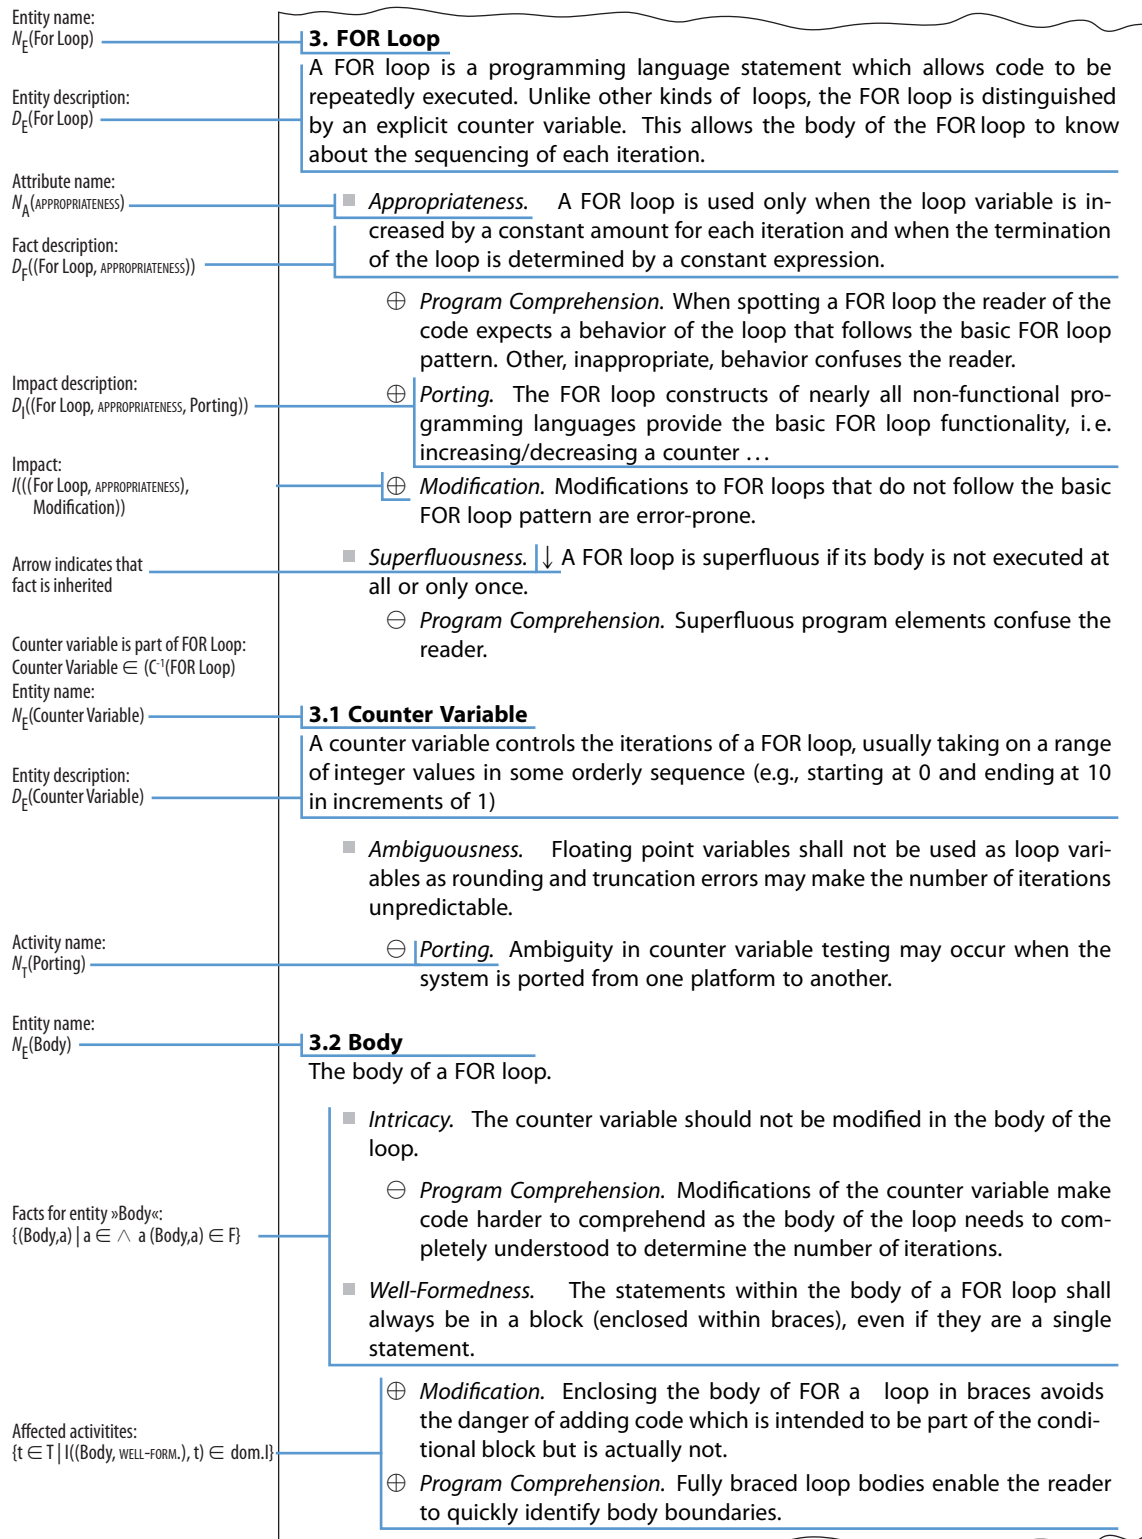 Entity name:
N_E(For Loop)
3. FOR Loop
A FOR loop is a programming language statement which allows code to be
repeatedly executed. Unlike other kinds of loops, the FOR loop is distinguished
by an explicit counter variable. This allows the body of the FOR loop to know
about the sequencing of each iteration.
Entity description:
D_E(For Loop)
Attribute name:
N_A(APPROPRIATENESS)
■ Appropriateness. A FOR loop is used only when the loop variable is in-
creased by a constant amount for each iteration and when the termination
of the loop is determined by a constant expression.
Fact description:
D_F((For Loop, APPROPRIATENESS))
⊕ Program Comprehension. When spotting a FOR loop the reader of the
code expects a behavior of the loop that follows the basic FOR loop
pattern. Other, inappropriate, behavior confuses the reader.
Impact description:
D_I((For Loop, APPROPRIATENESS, Porting))
⊕ Porting. The FOR loop constructs of nearly all non-functional pro-
gramming languages provide the basic FOR loop functionality, i. e.
increasing/decreasing a counter ...
Impact:
I(((For Loop, APPROPRIATENESS),
Modification))
⊕ Modification. Modifications to FOR loops that do not follow the basic
FOR loop pattern are error-prone.
Arrow indicates that
fact is inherited
■ Superfluousness. ↓ A FOR loop is superfluous if its body is not executed at
all or only once.
⊖ Program Comprehension. Superfluous program elements confuse the
reader.
Counter variable is part of FOR Loop:
Counter Variable ∈ (C⁻¹(FOR Loop)
Entity name:
N_E(Counter Variable)
3.1 Counter Variable
A counter variable controls the iterations of a FOR loop, usually taking on a range
of integer values in some orderly sequence (e.g., starting at 0 and ending at 10
in increments of 1)
Entity description:
D_E(Counter Variable)
■ Ambiguousness. Floating point variables shall not be used as loop vari-
ables as rounding and truncation errors may make the number of iterations
unpredictable.
Activity name:
N_T(Porting)
⊖ Porting. Ambiguity in counter variable testing may occur when the
system is ported from one platform to another.
Entity name:
N_E(Body)
3.2 Body
The body of a FOR loop.
■ Intricacy. The counter variable should not be modified in the body of the
loop.
⊖ Program Comprehension. Modifications of the counter variable make
code harder to comprehend as the body of the loop needs to com-
pletely understood to determine the number of iterations.
Facts for entity »Body«:
{(Body,a) | a ∈ ∧ a (Body,a) ∈ F}
■ Well-Formedness. The statements within the body of a FOR loop shall
always be in a block (enclosed within braces), even if they are a single
statement.
⊕ Modification. Enclosing the body of FOR a loop in braces avoids
the danger of adding code which is intended to be part of the condi-
tional block but is actually not.
Affected activitites:
{t ∈ T | I((Body, WELL-FORM.), t) ∈ dom.I}
⊕ Program Comprehension. Fully braced loop bodies enable the reader
to quickly identify body boundaries.